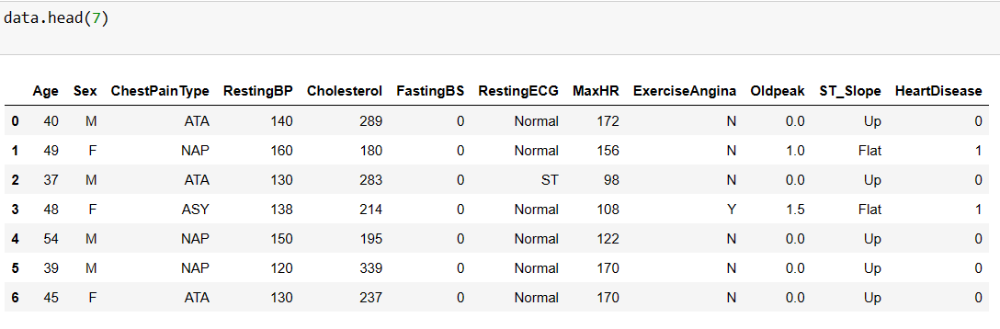 data.head(7)
Age Sex ChestPainType RestingBP Cholesterol FastingBS RestingECG MaxHR ExerciseAngina Oldpeak ST_Slope HeartDisease
0 40 M ATA 140 289 0 Normal 172 N 0.0 Up 0
1 49 F NAP 160 180 0 Normal 156 N 1.0 Flat 1
2 37 M ATA 130 283 0 ST 98 N 0.0 Up 0
3 48 F ASY 138 214 0 Normal 108 Y 1.5 Flat 1
4 54 M NAP 150 195 0 Normal 122 N 0.0 Up 0
5 39 M NAP 120 339 0 Normal 170 N 0.0 Up 0
6 45 F ATA 130 237 0 Normal 170 N 0.0 Up 0